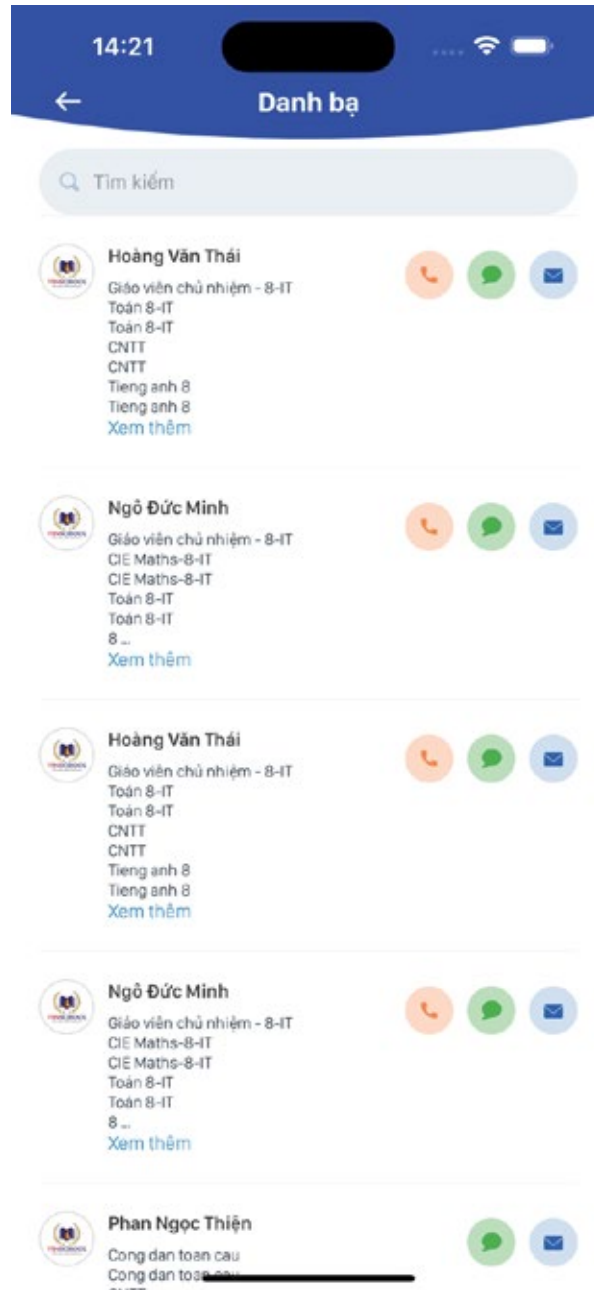 14:21
Danh bạ
Tìm kiếm
Hoàng Văn Thái
Giáo viên chủ nhiệm - 8-IT
Toán 8-IT
Toán 8-IT
CNTT
CNTT
Tieng anh 8
Tieng anh 8
Xem thêm
Ngô Đức Minh
Giáo viên chủ nhiệm - 8-IT
CIE Maths-8-IT
CIE Maths-8-IT
Toán 8-IT
Toán 8-IT
8 ...
Xem thêm
Hoàng Văn Thái
Giáo viên chủ nhiệm - 8-IT
Toán 8-IT
Toán 8-IT
CNTT
CNTT
Tieng anh 8
Tieng anh 8
Xem thêm
Ngô Đức Minh
Giáo viên chủ nhiệm - 8-IT
CIE Maths-8-IT
CIE Maths-8-IT
Toán 8-IT
Toán 8-IT
8 ...
Xem thêm
Phan Ngọc Thiện
Cong dan toan cau
Cong dan toan cau